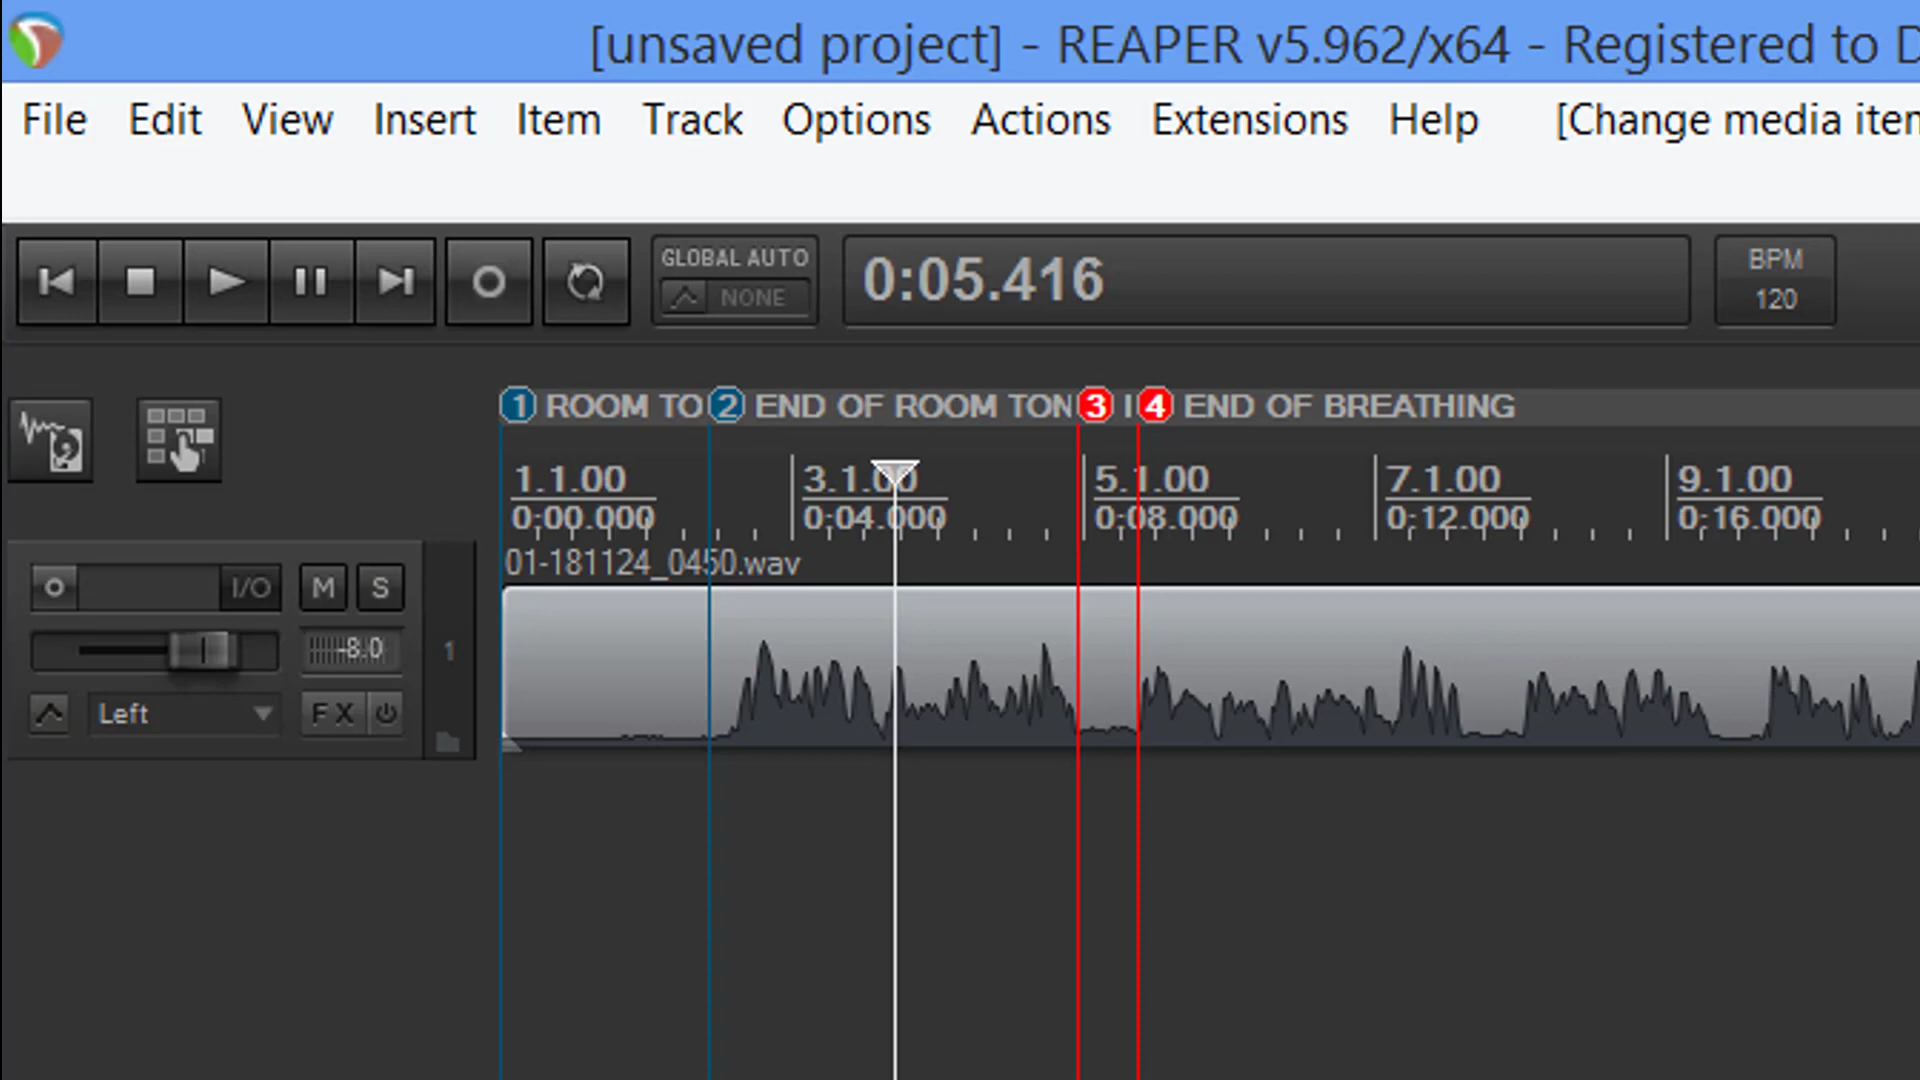 [unsaved project] - REAPER v5.962/x64 - Registered to
File Edit View Insert Item Track Options Actions Extensions Help [Change media item
GLOBAL AUTO
NONE
0:05.416
BPM
120
1 ROOM TO 2 END OF ROOM TON 3 4 END OF BREATHING
1.1.00 3.1.00 5.1.00 7.1.00 9.1.00
0:00.000 0:04.000 0:08.000 0:12.000 0:16.000
01-181124_0450.wav
I/O M S
-8.0
1
Left FX